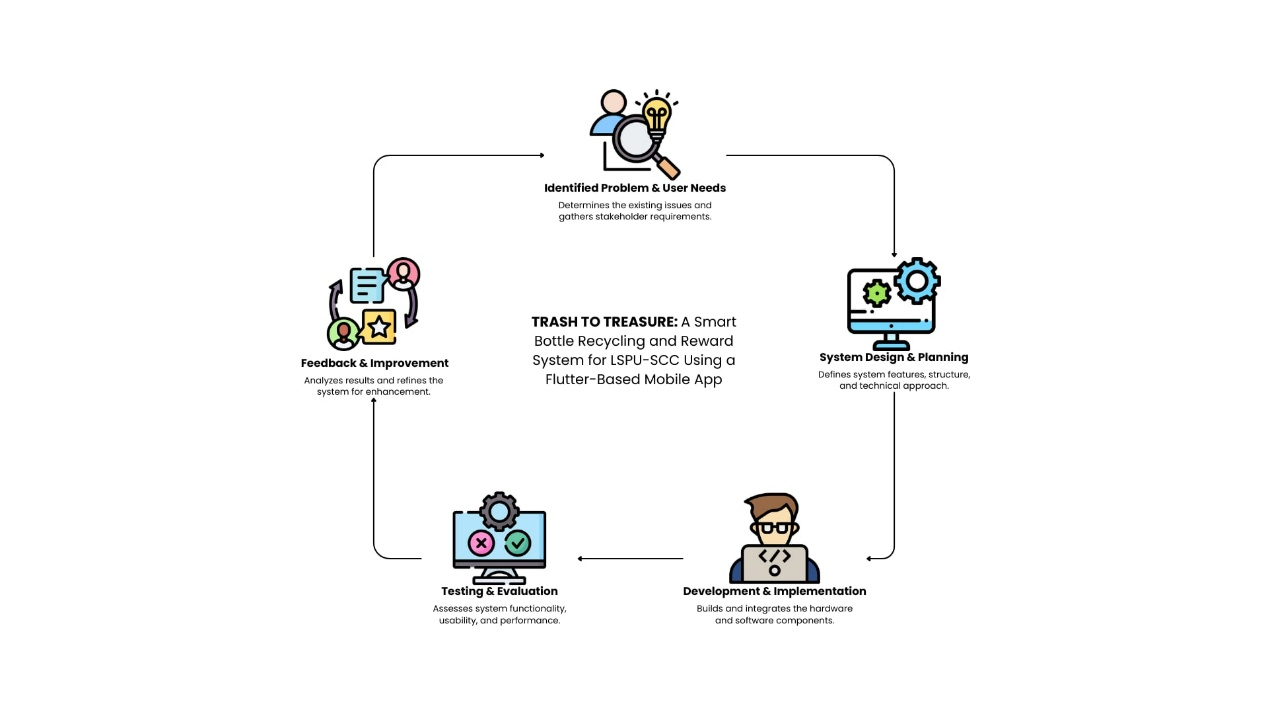 Identified Problem & User Needs
Determines the existing issues and
gathers stakeholder requirements.
System Design & Planning
Defines system features, structure,
and technical approach.
Development & Implementation
Builds and integrates the hardware
and software components.
Testing & Evaluation
Assesses system functionality,
usability, and performance.
Feedback & Improvement
Analyzes results and refines the
system for enhancement.
TRASH TO TREASURE: A Smart
Bottle Recycling and Reward
System for LSPU-SCC Using a
Flutter-Based Mobile App